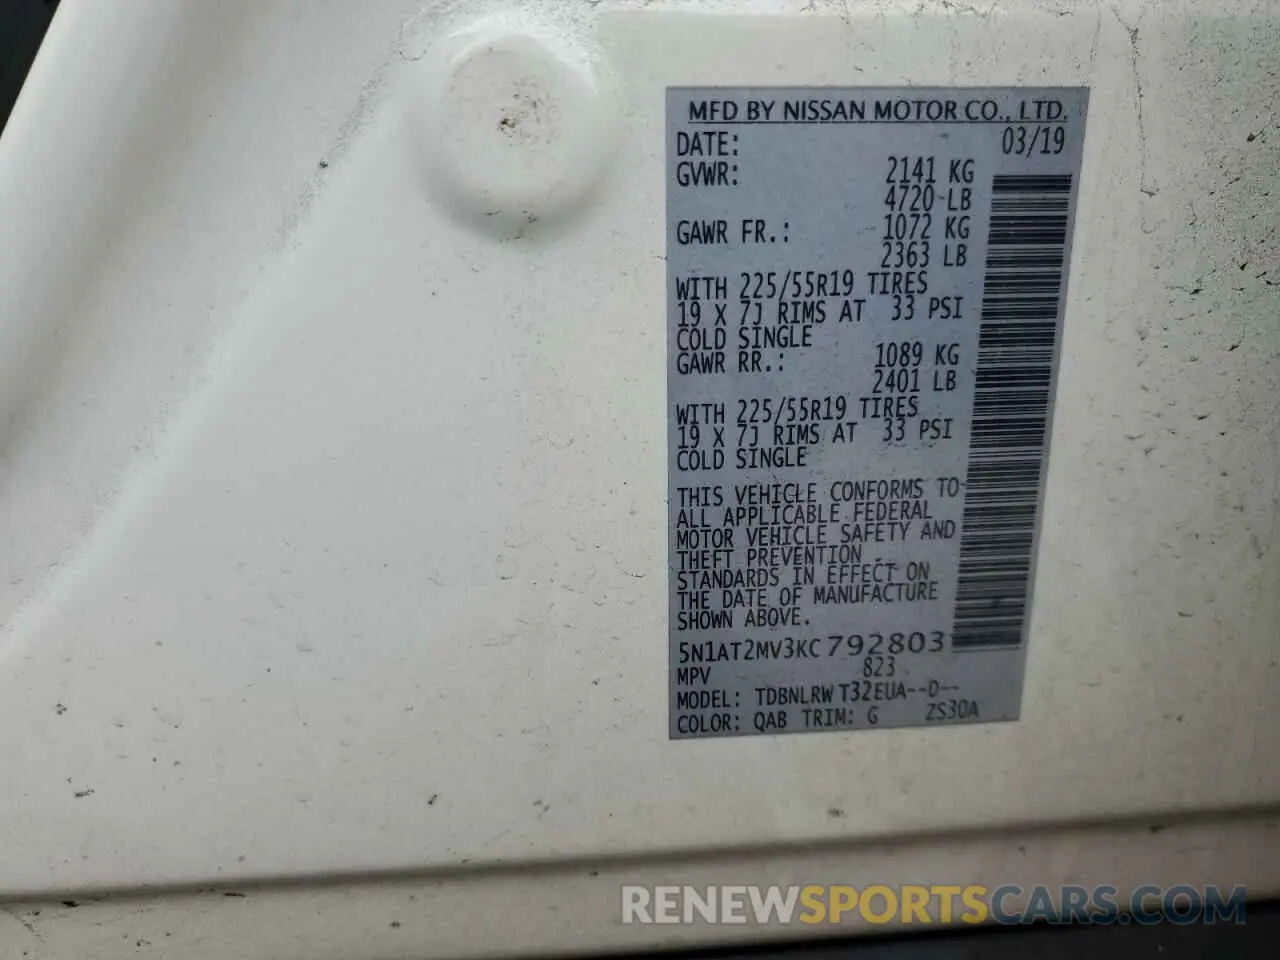 MFD BY NISSAN MOTOR CO., LTD.
DATE: 03/19
GVWR: 2141 KG
4720 LB
GAWR FR.: 1072 KG
2363 LB
WITH 225/55R19 TIRES
19 X 7J RIMS AT 33 PSI
COLD SINGLE
GAWR RR.: 1089 KG
2401 LB
WITH 225/55R19 TIRES
19 X 7J RIMS AT 33 PSI
COLD SINGLE
THIS VEHICLE CONFORMS TO
ALL APPLICABLE FEDERAL
MOTOR VEHICLE SAFETY AND
THEFT PREVENTION
STANDARDS IN EFFECT ON
THE DATE OF MANUFACTURE
SHOWN ABOVE.
5N1AT2MV3KC792803
MPV 823
MODEL: TDBNLRW T32EUA--D--
COLOR: QAB TRIM: G ZS30A
RENEWSPORTSCARS.COM